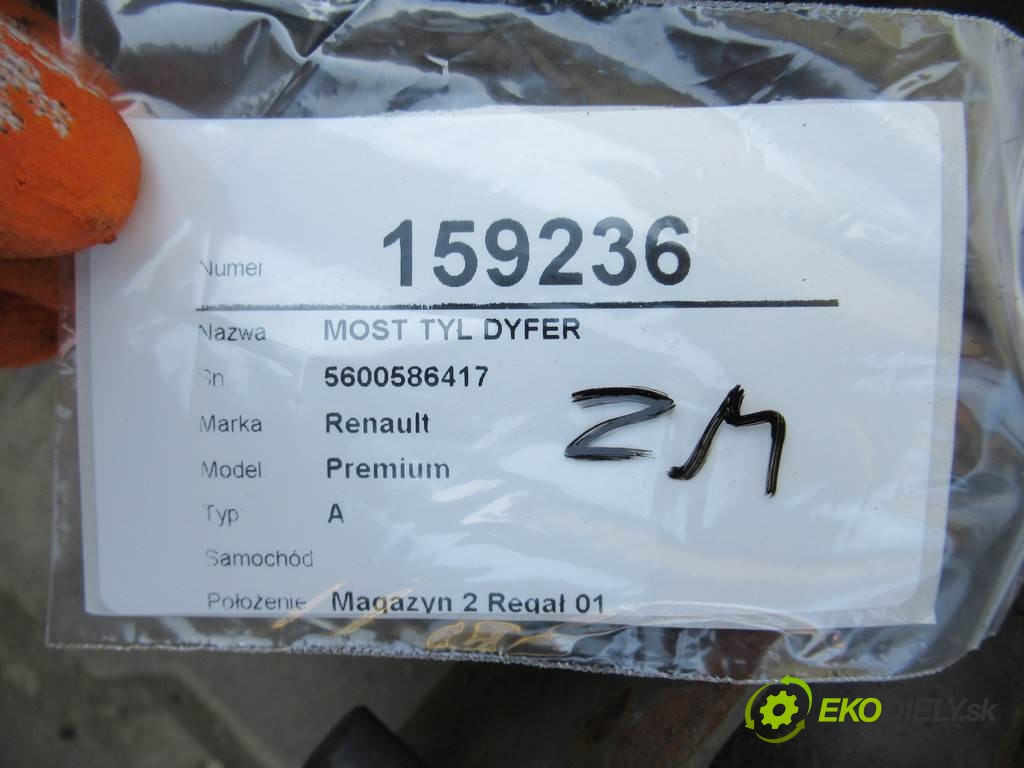 Numer 159236
Nazwa MOST TYL DYFER
Sn 5600586417
Marka Renault
Model Premium
Typ A
Samochód
Położenie Magazyn 2 Regał 01
ZM
EKODIELY.sk